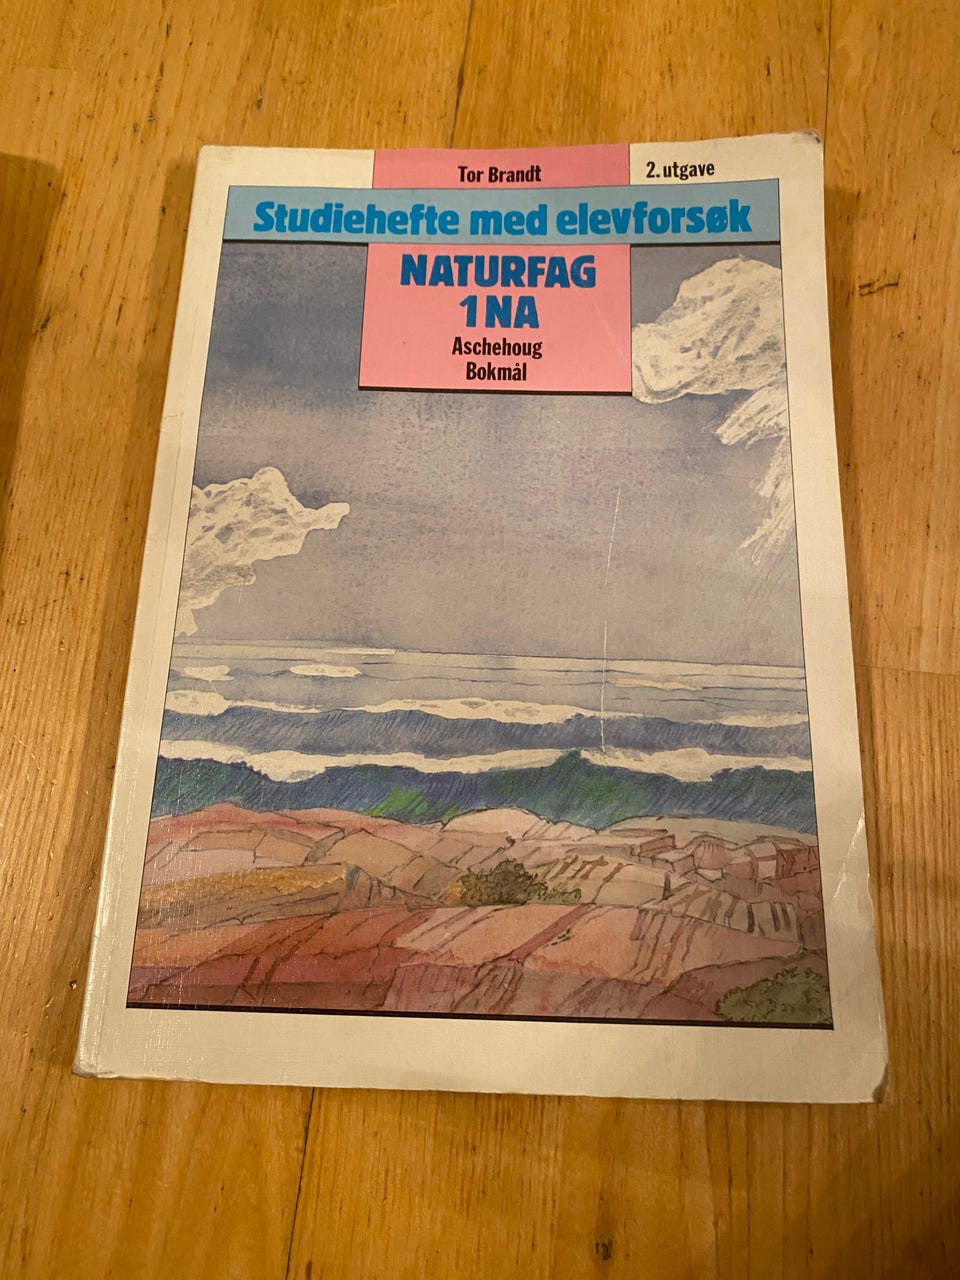 Tor Brandt
2. utgave
Studiehefte med elevforsøk
NATURFAG
1NA
Aschehoug
Bokmål